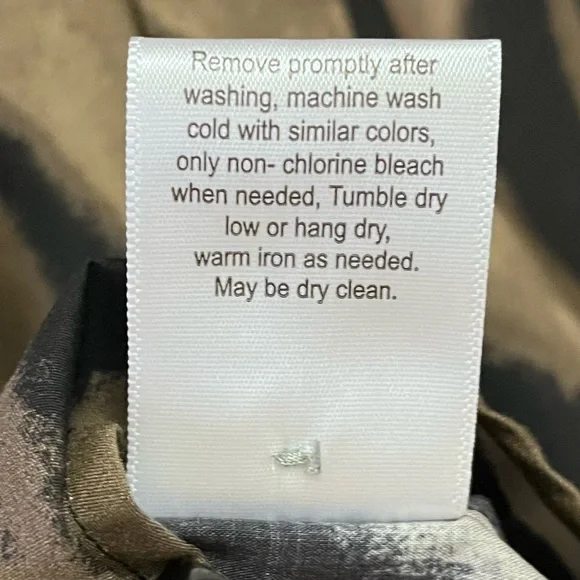 Remove promptly after
washing, machine wash
cold with similar colors,
only non- chlorine bleach
when needed, Tumble dry
low or hang dry,
warm iron as needed.
May be dry clean.